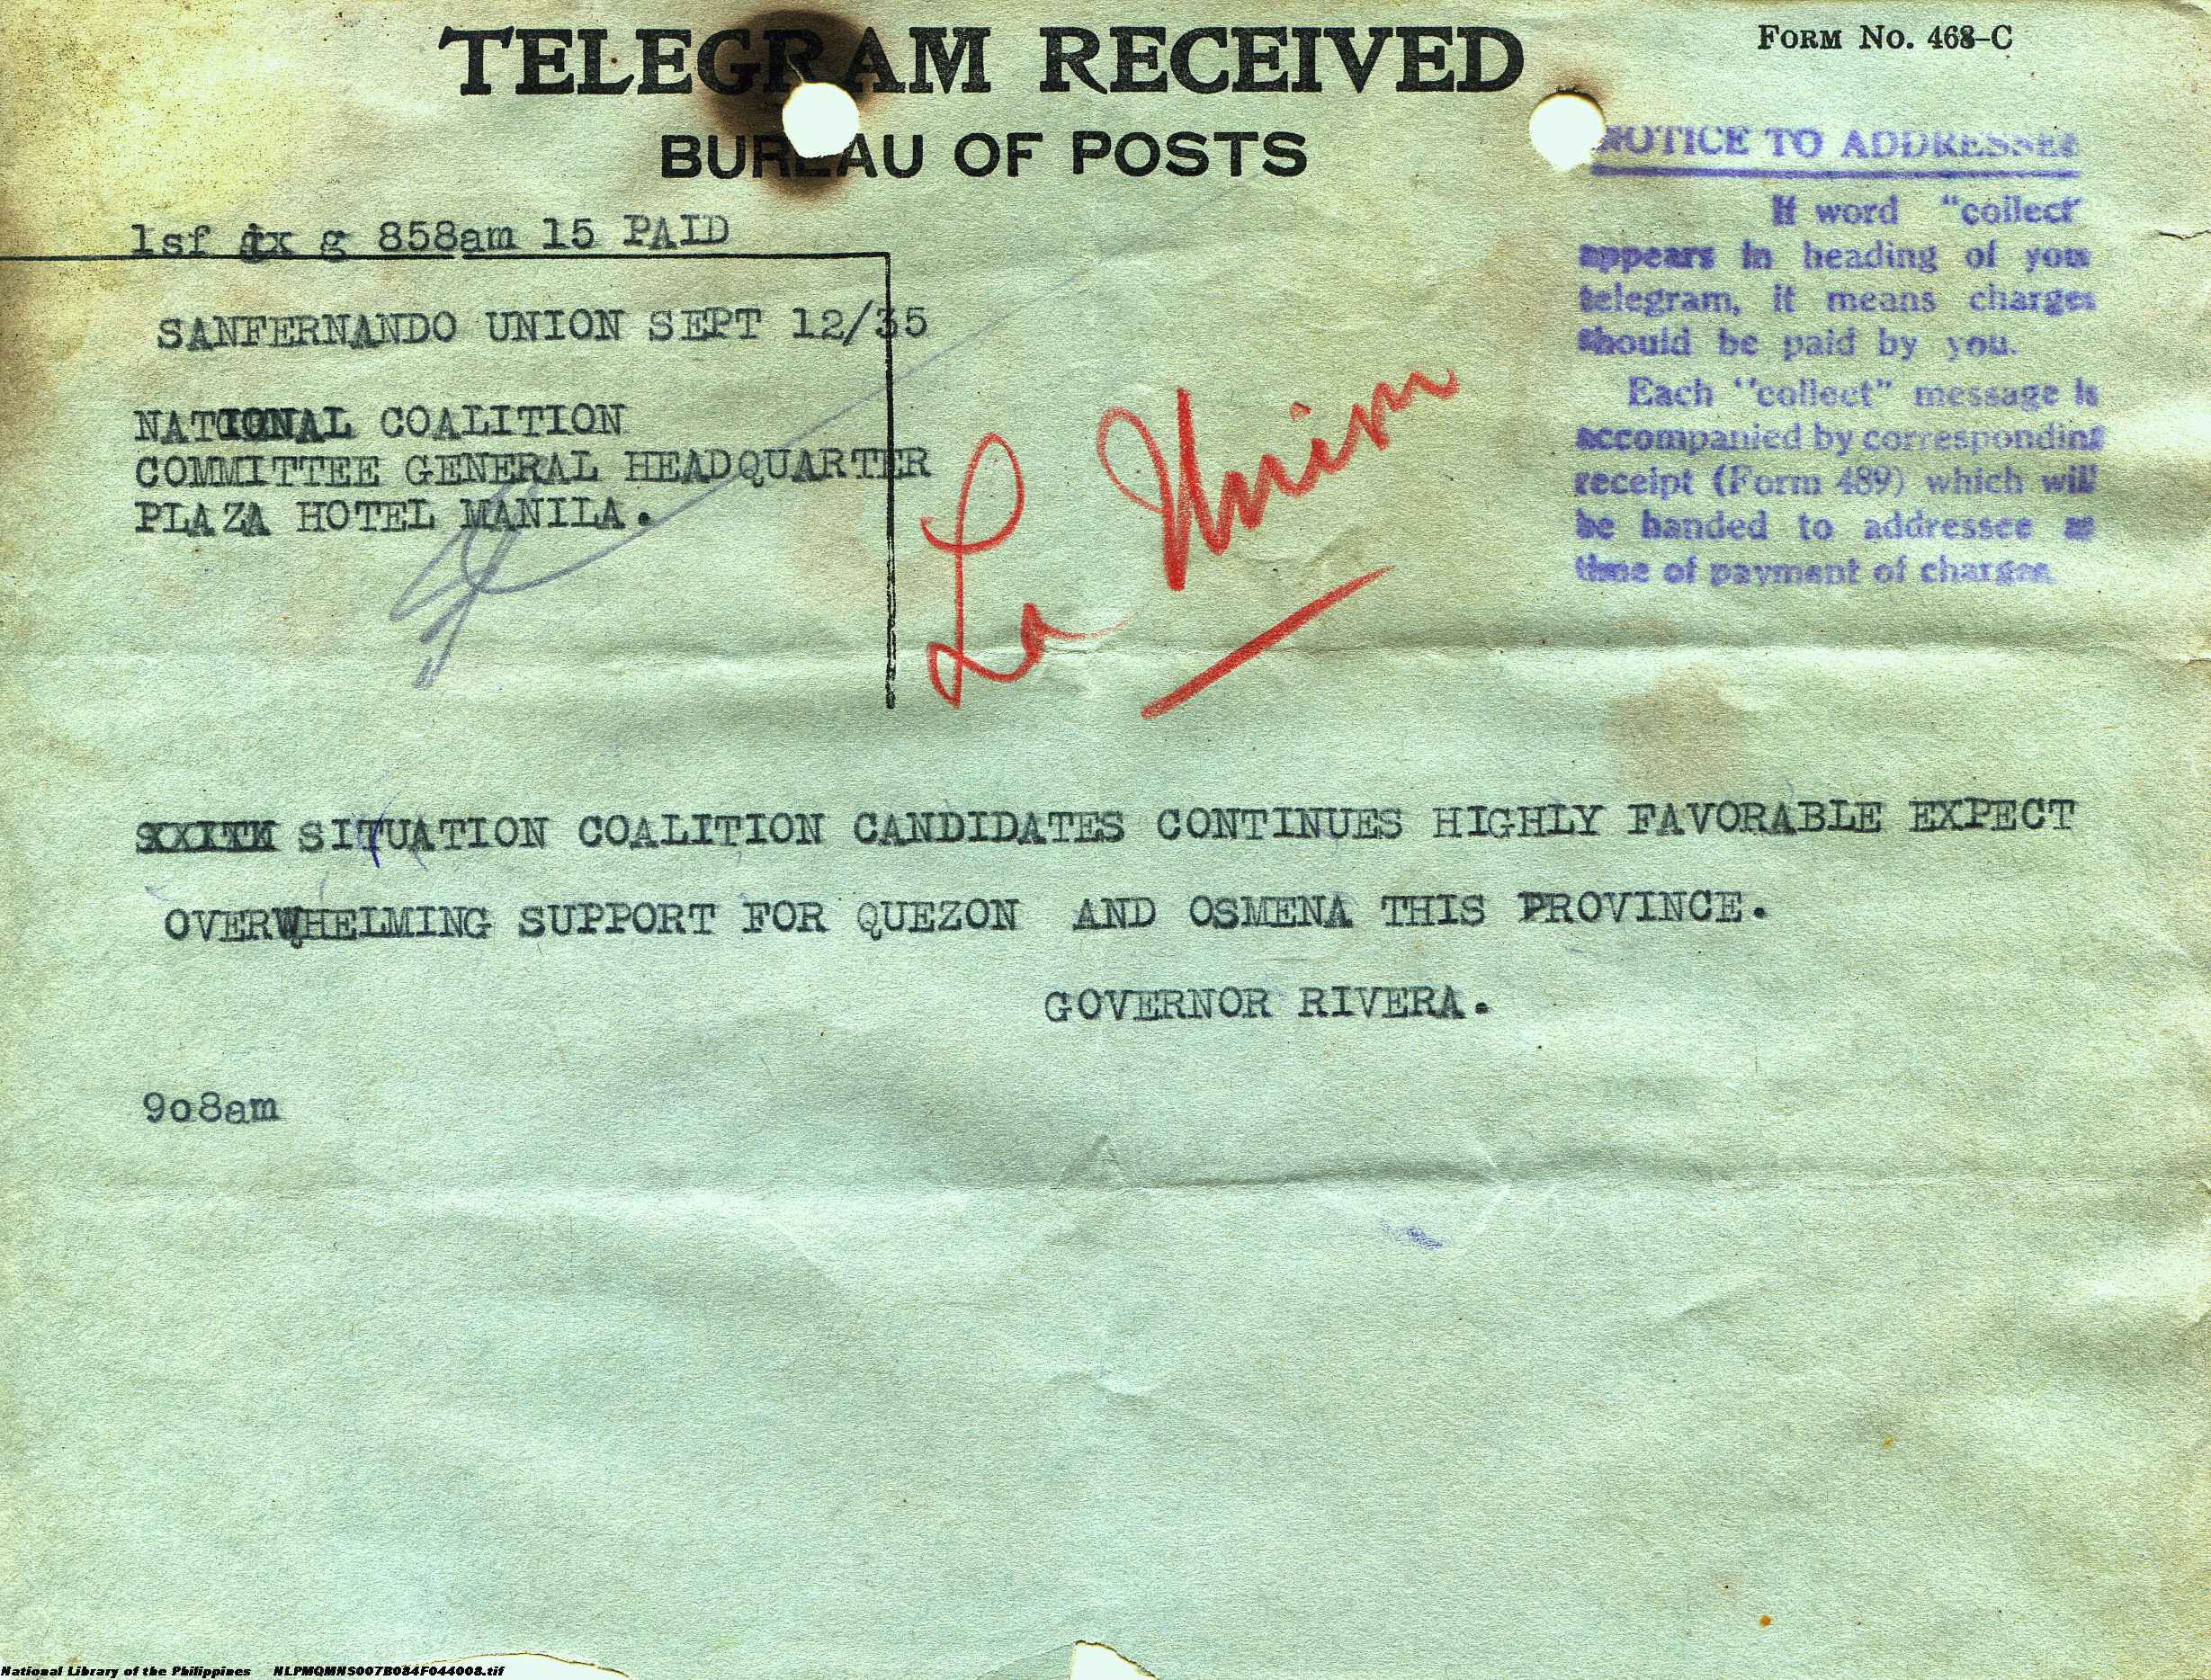 TELEGRAM RECEIVED
BUREAU OF POSTS
FORM NO. 468-C
NOTICE TO ADDRESSEE
If word "collect"
appears in heading of your
telegram, it means charges
should be paid by you.
Each "collect" message is
accompanied by corresponding
receipt (Form 489) which will
be handed to addressee at
time of payment of charges
1sf gx g 858am 15 PAID
SANFERNANDO UNION SEPT 12/35
NATIONAL COALITION
COMMITTEE GENERAL HEADQUARTER
PLAZA HOTEL MANILA.
La Union
SITUATION COALITION CANDIDATES CONTINUES HIGHLY FAVORABLE EXPECT
OVERWHELMING SUPPORT FOR QUEZON AND OSMENA THIS PROVINCE.
GOVERNOR RIVERA.
9o8am
National Library of the Philippines NLPMQMNS007B084F044008.tif